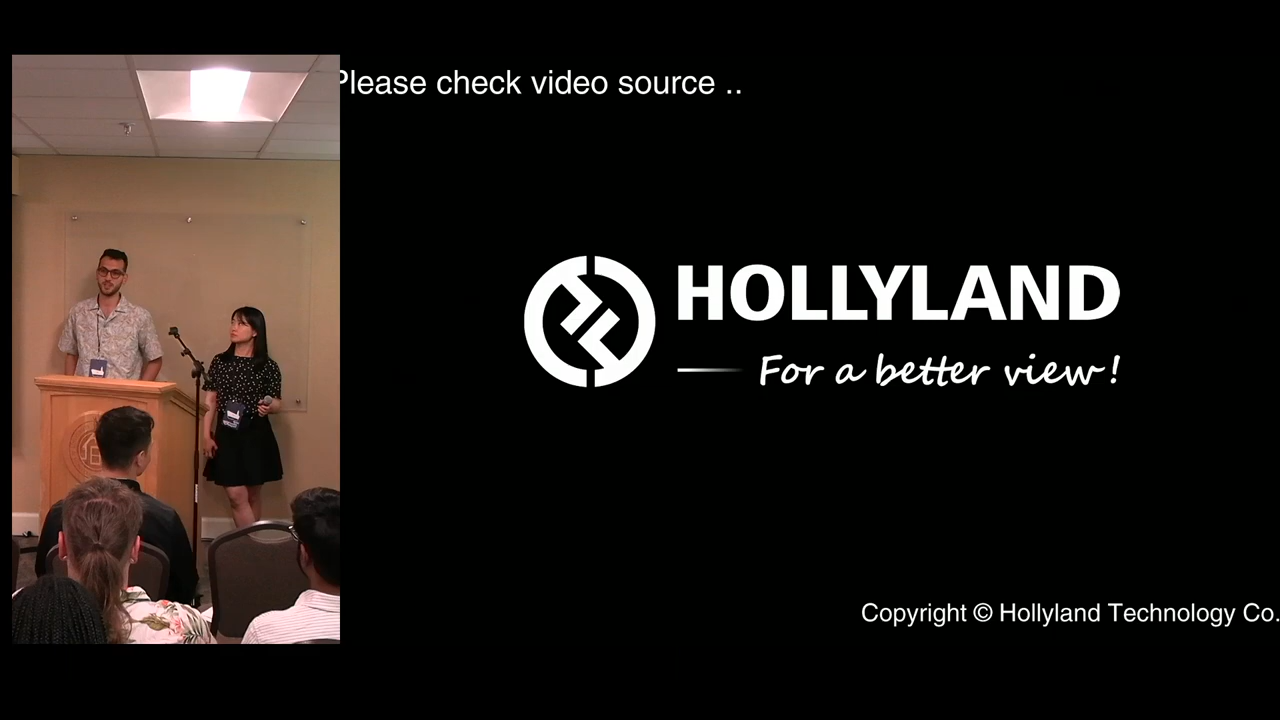 Please check video source ..
HOLLYLAND
For a better view!
Copyright © Hollyland Technology Co.